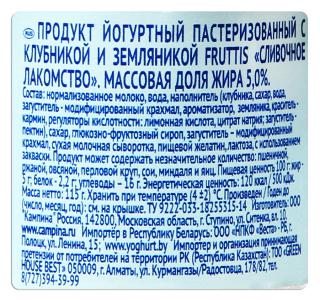 RUS ПРОДУКТ ЙОГУРТНЫЙ ПАСТЕРИЗОВАННЫЙ С
КЛУБНИКОЙ И ЗЕМЛЯНИКОЙ FRUTTIS «СЛИВОЧНОЕ
ЛАКОМСТВО». МАССОВАЯ ДОЛЯ ЖИРА 5,0%.
Состав: нормализованное молоко, вода, наполнитель (клубника, сахар, вода,
загуститель - модифицированный крахмал, ароматизатор, земляника, краситель -
кармин, регуляторы кислотности: лимонная кислота, цитрат натрия; загуститель -
пектин), сахар, глюкозно-фруктозный сироп, загуститель - модифицированный
крахмал, сухая молочная сыворотка, пищевой желатин, лактоза, с использованием
закваски. Продукт может содержать незначительное количество: пшеничной,
ржаной, овсяной, перловой круп, сои, миндаля и яиц. Пищевая ценность 100 г: жир -
5 г; белок - 2,2 г; углеводы - 16 г. Энергетическая ценность: 120 ккал / 500 кДж.
Масса нетто: 115 г. Хранить при температуре (4 ±2) °С. Произведено / Годен до
(число, месяц, год): см. на крышке. ТУ 9222-035-18255315-14
Кампина" Россия, 142800, Московская область, г. Ступино, ул. Ситенка, вл. 10.
www.campina.ru Импортер в Республику Беларусь: ООО «НПКО «Веста» - РБ, г.
Полоцк, ул. Ленина, 15; www.yoghurt.by Импортер и организация принимающая
претензии от потребителей на территории РК (Республика Казахстан): ТОО "GREEN
HOUSE BEST" 050009, г. Алматы, ул. Курмангазы/Радостовца, 178/82, тел.
8(727)394-39-99